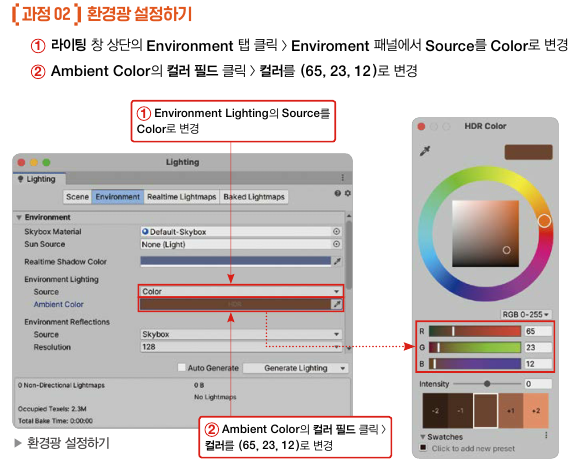 [과정 02] 환경광 설정하기
① 라이팅 창 상단의 Environment 탭 클릭 > Enviroment 패널에서 Source를 Color로 변경
② Ambient Color의 컬러 필드 클릭 > 컬러를 (65, 23, 12)로 변경
① Environment Lighting의 Source를
Color로 변경
Lighting
Lighting
Scene Environment Realtime Lightmaps Baked Lightmaps
Environment
Skybox Material Default-Skybox
Sun Source None (Light)
Realtime Shadow Color
Environment Lighting
Source Color
Ambient Color HDR
Environment Reflections
Source Skybox
Resolution 128
Auto Generate Generate Lighting
0 Non-Directional Lightmaps 0 B
No Lightmaps
Occupied Texels: 2.3M
Total Bake Time: 0:00:00
② Ambient Color의 컬러 필드 클릭 >
컬러를 (65, 23, 12)로 변경
▶ 환경광 설정하기
HDR Color
RGB 0-255
R 65
G 23
B 12
Intensity 0
-2 -1 +1 +2
Swatches
Click to add new preset